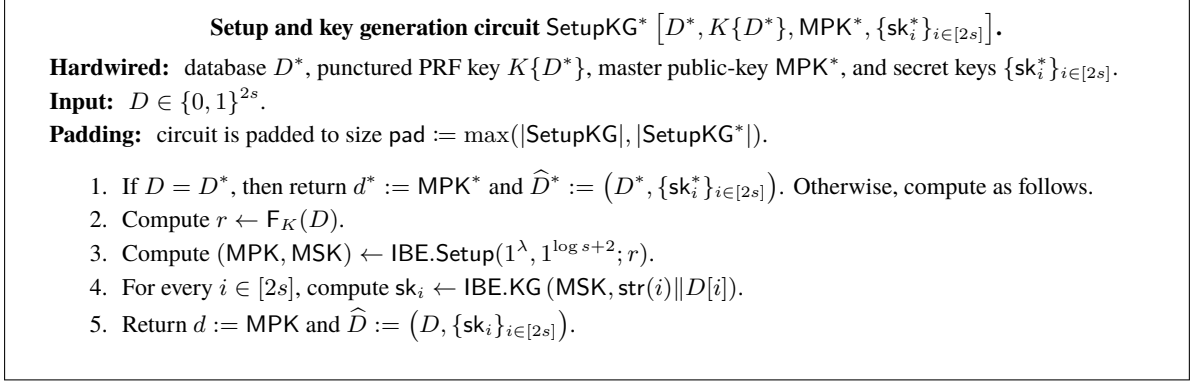 Setup and key generation circuit SetupKG* [D*, K{D*}, MPK*, {sk*_i}_{i∈[2s]}].
Hardwired: database D*, punctured PRF key K{D*}, master public-key MPK*, and secret keys {sk*_i}_{i∈[2s]}.
Input: D ∈ {0, 1}^{2s}.
Padding: circuit is padded to size pad := max(|SetupKG|, |SetupKG*|).
1. If D = D*, then return d* := MPK* and D̂* := (D*, {sk*_i}_{i∈[2s]}). Otherwise, compute as follows.
2. Compute r ← F_K(D).
3. Compute (MPK, MSK) ← IBE.Setup(1^λ, 1^{log s+2}; r).
4. For every i ∈ [2s], compute sk_i ← IBE.KG (MSK, str(i)‖D[i]).
5. Return d := MPK and D̂ := (D, {sk_i}_{i∈[2s]}).